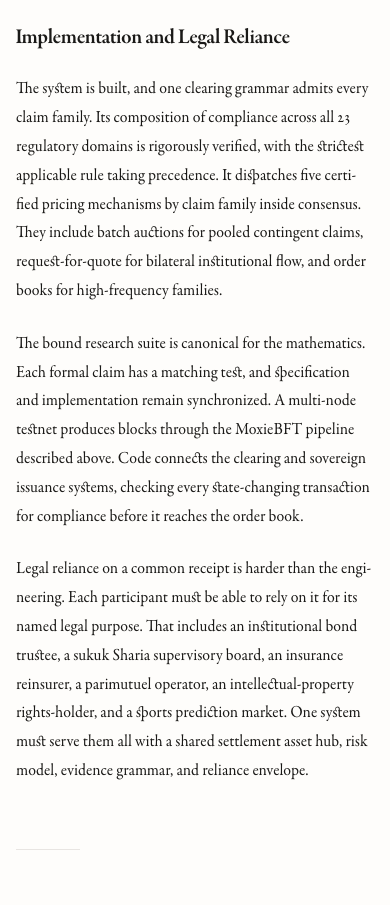 Implementation and Legal Reliance
The system is built, and one clearing grammar admits every
claim family. Its composition of compliance across all 23
regulatory domains is rigorously verified, with the strictest
applicable rule taking precedence. It dispatches five certi-
fied pricing mechanisms by claim family inside consensus.
They include batch auctions for pooled contingent claims,
request-for-quote for bilateral institutional flow, and order
books for high-frequency families.
The bound research suite is canonical for the mathematics.
Each formal claim has a matching test, and specification
and implementation remain synchronized. A multi-node
testnet produces blocks through the MoxieBFT pipeline
described above. Code connects the clearing and sovereign
issuance systems, checking every state-changing transaction
for compliance before it reaches the order book.
Legal reliance on a common receipt is harder than the engi-
neering. Each participant must be able to rely on it for its
named legal purpose. That includes an institutional bond
trustee, a sukuk Sharia supervisory board, an insurance
reinsurer, a parimutuel operator, an intellectual-property
rights-holder, and a sports prediction market. One system
must serve them all with a shared settlement asset hub, risk
model, evidence grammar, and reliance envelope.